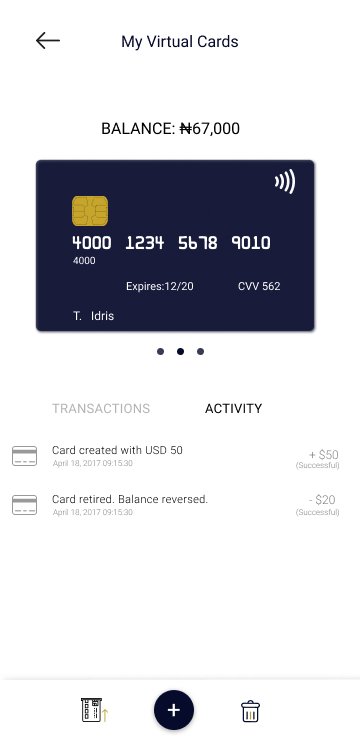 My Virtual Cards
BALANCE: ₦67,000
4000 1234 5678 9010
4000
Expires:12/20 CVV 562
T. Idris
TRANSACTIONS ACTIVITY
Card created with USD 50 + $50
April 18, 2017 09:15:30 (Successful)
Card retired. Balance reversed. - $20
April 18, 2017 09:15:30 (Successful)
+